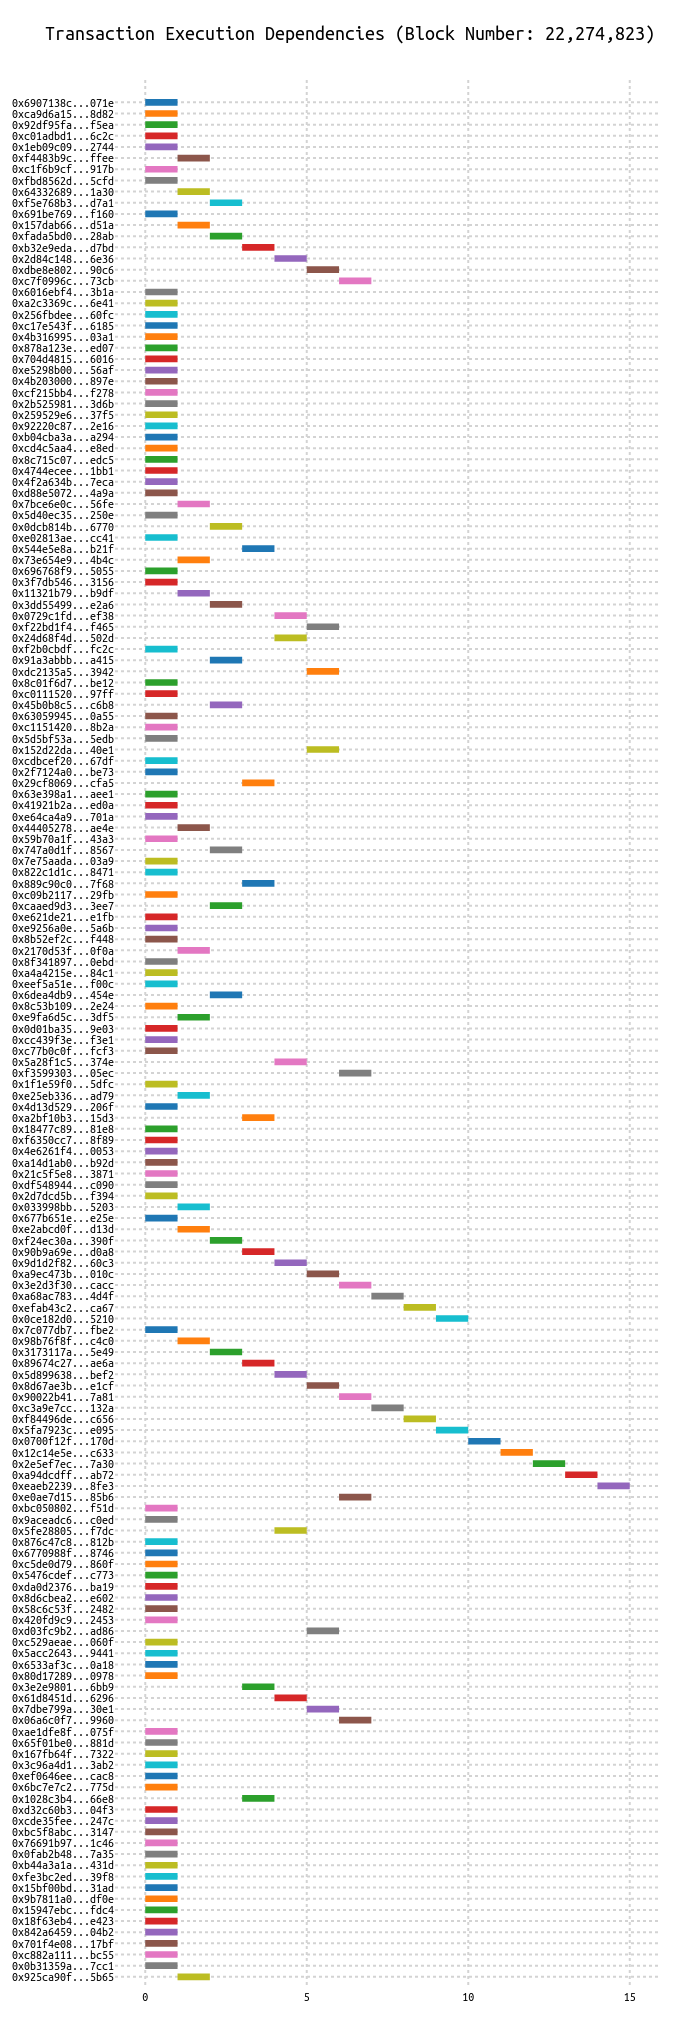 Transaction Execution Dependencies (Block Number: 22,274,823)
0x6907138c...071e
0xca9d6a15...8d82
0x92df95fa...f5ea
0xc01adbd1...6c2c
0x1eb09c09...2744
0xf4483b9c...ffee
0xc1f6b9cf...917b
0xfbd8562d...5cfd
0x64332689...1a30
0xf5e768b3...d7a1
0x691be769...f160
0x157dab66...d51a
0xfada5bd0...28ab
0xb32e9eda...d7bd
0x2d84c148...6e36
0xdbe8e802...90c6
0xc7f0996c...73cb
0x6016ebf4...3b1a
0xa2c3369c...6e41
0x256fbdee...60fc
0xc17e543f...6185
0x4b316995...03a1
0x878a123e...ed07
0x704d4815...6016
0xe5298b00...56af
0x4b203000...897e
0xcf215bb4...f278
0x2b525981...3d6b
0x259529e6...37f5
0x92220c87...2e16
0xb04cba3a...a294
0xcd4c5aa4...e8ed
0x8c715c07...edc5
0x4744ecee...1bb1
0x4f2a634b...7eca
0xd88e5072...4a9a
0x7bce6e0c...56fe
0x5d40ec35...250e
0x0dcb814b...6770
0xe02813ae...cc41
0x544e5e8a...b21f
0x73e654e9...4b4c
0x696768f9...5055
0x3f7db546...3156
0x11321b79...b9df
0x3dd55499...e2a6
0x0729c1fd...ef38
0xf22bd1f4...f465
0x24d68f4d...502d
0xf2b0cbdf...fc2c
0x91a3abbb...a415
0xdc2135a5...3942
0x8c01f6d7...be12
0xc0111520...97ff
0x45b0b8c5...c6b8
0x63059945...0a55
0xc1151420...8b2a
0x5d5bf53a...5edb
0x152d22da...40e1
0xcdbcef20...67df
0x2f7124a0...be73
0x29cf8069...cfa5
0x63e398a1...aee1
0x41921b2a...ed0a
0xe64ca4a9...701a
0x44405278...ae4e
0x59b70a1f...43a3
0x747a0d1f...8567
0x7e75aada...03a9
0x822c1d1c...8471
0x889c90c0...7f68
0xc09b2117...29fb
0xcaaed9d3...3ee7
0xe621de21...e1fb
0xe9256a0e...5a6b
0x8b52ef2c...f448
0x2170d53f...0f0a
0x8f341897...0ebd
0xa4a4215e...84c1
0xeef5a51e...f00c
0x6dea4db9...454e
0x8c53b109...2e24
0xe9fa6d5c...3df5
0x0d01ba35...9e03
0xcc439f3e...f3e1
0xc77b0c0f...fcf3
0x5a28f1c5...374e
0xf3599303...05ec
0x1f1e59f0...5dfc
0xe25eb336...ad79
0x4d13d529...206f
0xa2bf10b3...15d3
0x18477c89...81e8
0xf6350cc7...8f89
0x4e6261f4...0053
0xa14d1ab0...b92d
0x21c5f5e8...3871
0xdf548944...c090
0x2d7dcd5b...f394
0x033998bb...5203
0x677b651e...e25e
0xe2abcd0f...d13d
0xf24ec30a...390f
0x90b9a69e...d0a8
0x9d1d2f82...60c3
0xa9ec473b...010c
0x3e2d3f30...cacc
0xa68ac783...4d4f
0xefab43c2...ca67
0x0ce182d0...5210
0x7c077db7...fbe2
0x98b76f8f...c4c0
0x3173117a...5e49
0x89674c27...ae6a
0x5d899638...bef2
0x8d67ae3b...e1cf
0x90022b41...7a81
0xc3a9e7cc...132a
0xf84496de...c656
0x5fa7923c...e095
0x0700f12f...170d
0x12c14e5e...c633
0x2e5ef7ec...7a30
0xa94dcdff...ab72
0xeaeb2239...8fe3
0xe0ae7d15...85b6
0xbc050802...f51d
0x9aceadc6...c0ed
0x5fe28805...f7dc
0x876c47c8...812b
0x6770988f...8746
0xc5de0d79...860f
0x5476cdef...c773
0xda0d2376...ba19
0x8d6cbea2...e602
0x58c6c53f...2482
0x420fd9c9...2453
0xd03fc9b2...ad86
0xc529aeae...060f
0x5acc2643...9441
0x6533af3c...0a18
0x80d17289...0978
0x3e2e9801...6bb9
0x61d8451d...6296
0x7dbe799a...30e1
0x06a6c0f7...9960
0xae1dfe8f...075f
0x65f01be0...881d
0x167fb64f...7322
0x3c96a4d1...3ab2
0xef0646ee...cac8
0x6bc7e7c2...775d
0x1028c3b4...66e8
0xd32c60b3...04f3
0xcde35fee...247c
0xbc5f8abc...3147
0x76691b97...1c46
0x0fab2b48...7a35
0xb44a3a1a...431d
0xfe3bc2ed...39f8
0x15bf00bd...31ad
0x9b7811a0...df0e
0x15947ebc...fdc4
0x18f63eb4...e423
0x842a6459...04b2
0x701f4e08...17bf
0xc882a111...bc55
0x0b31359a...7cc1
0x925ca90f...5b65
0 5 10 15